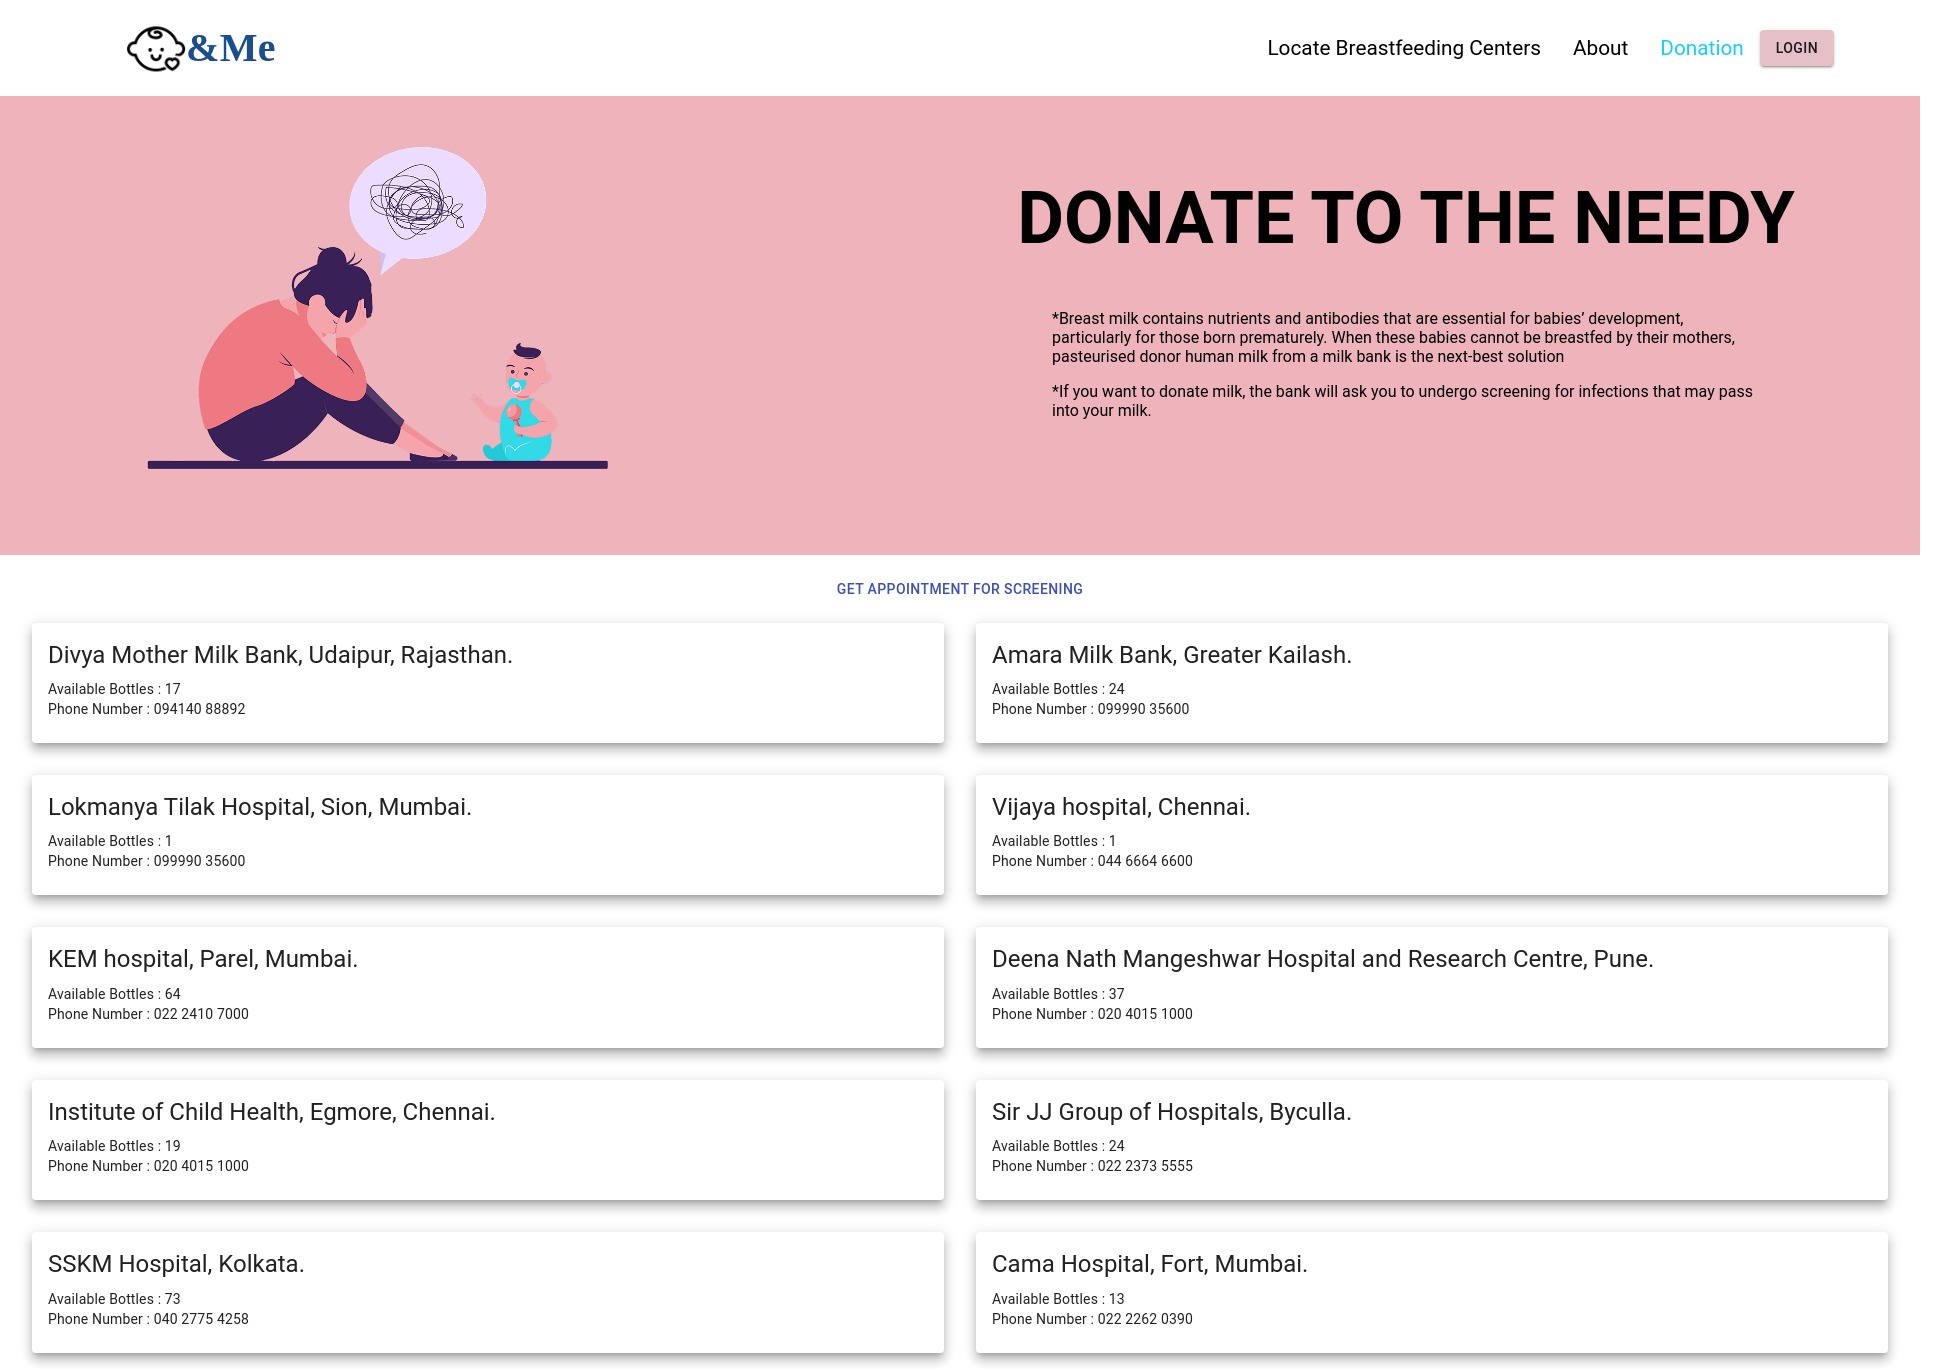 &Me
Locate Breastfeeding Centers
About
Donation
LOGIN
DONATE TO THE NEEDY
*Breast milk contains nutrients and antibodies that are essential for babies’ development,
particularly for those born prematurely. When these babies cannot be breastfed by their mothers,
pasteurised donor human milk from a milk bank is the next-best solution
*If you want to donate milk, the bank will ask you to undergo screening for infections that may pass
into your milk.
GET APPOINTMENT FOR SCREENING
Divya Mother Milk Bank, Udaipur, Rajasthan.
Available Bottles : 17
Phone Number : 094140 88892
Amara Milk Bank, Greater Kailash.
Available Bottles : 24
Phone Number : 099990 35600
Lokmanya Tilak Hospital, Sion, Mumbai.
Available Bottles : 1
Phone Number : 099990 35600
Vijaya hospital, Chennai.
Available Bottles : 1
Phone Number : 044 6664 6600
KEM hospital, Parel, Mumbai.
Available Bottles : 64
Phone Number : 022 2410 7000
Deena Nath Mangeshwar Hospital and Research Centre, Pune.
Available Bottles : 37
Phone Number : 020 4015 1000
Institute of Child Health, Egmore, Chennai.
Available Bottles : 19
Phone Number : 020 4015 1000
Sir JJ Group of Hospitals, Byculla.
Available Bottles : 24
Phone Number : 022 2373 5555
SSKM Hospital, Kolkata.
Available Bottles : 73
Phone Number : 040 2775 4258
Cama Hospital, Fort, Mumbai.
Available Bottles : 13
Phone Number : 022 2262 0390